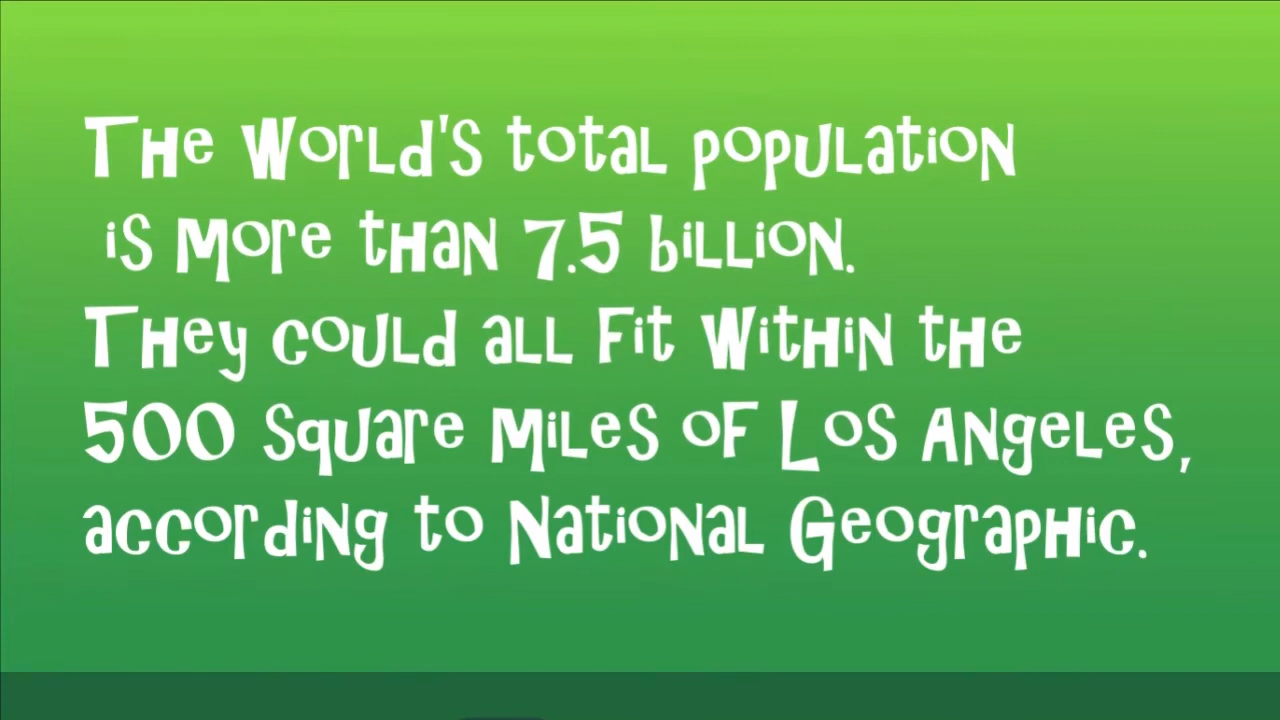 The World's total population
is more than 7.5 billion.
They could all fit within the
500 square miles of Los Angeles,
according to National Geographic.